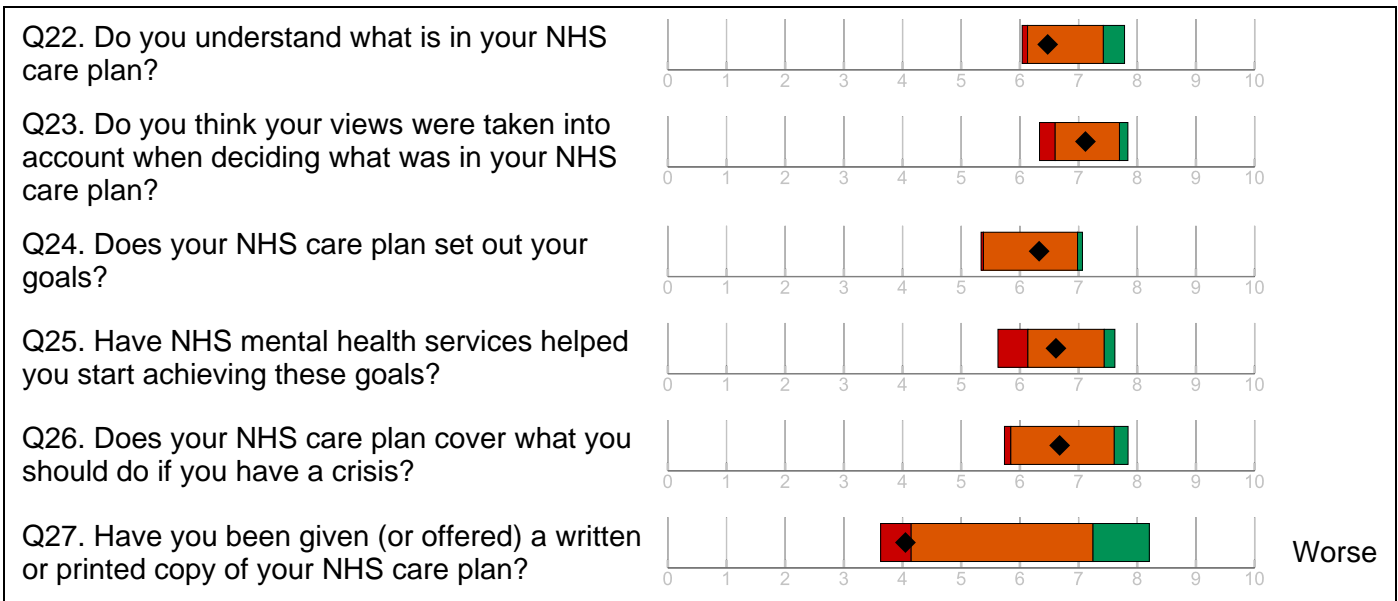 Q22. Do you understand what is in your NHS
care plan?
0 1 2 3 4 5 6 7 8 9 10
Q23. Do you think your views were taken into
account when deciding what was in your NHS
care plan?
0 1 2 3 4 5 6 7 8 9 10
Q24. Does your NHS care plan set out your
goals?
0 1 2 3 4 5 6 7 8 9 10
Q25. Have NHS mental health services helped
you start achieving these goals?
0 1 2 3 4 5 6 7 8 9 10
Q26. Does your NHS care plan cover what you
should do if you have a crisis?
0 1 2 3 4 5 6 7 8 9 10
Q27. Have you been given (or offered) a written
or printed copy of your NHS care plan?
0 1 2 3 4 5 6 7 8 9 10
Worse